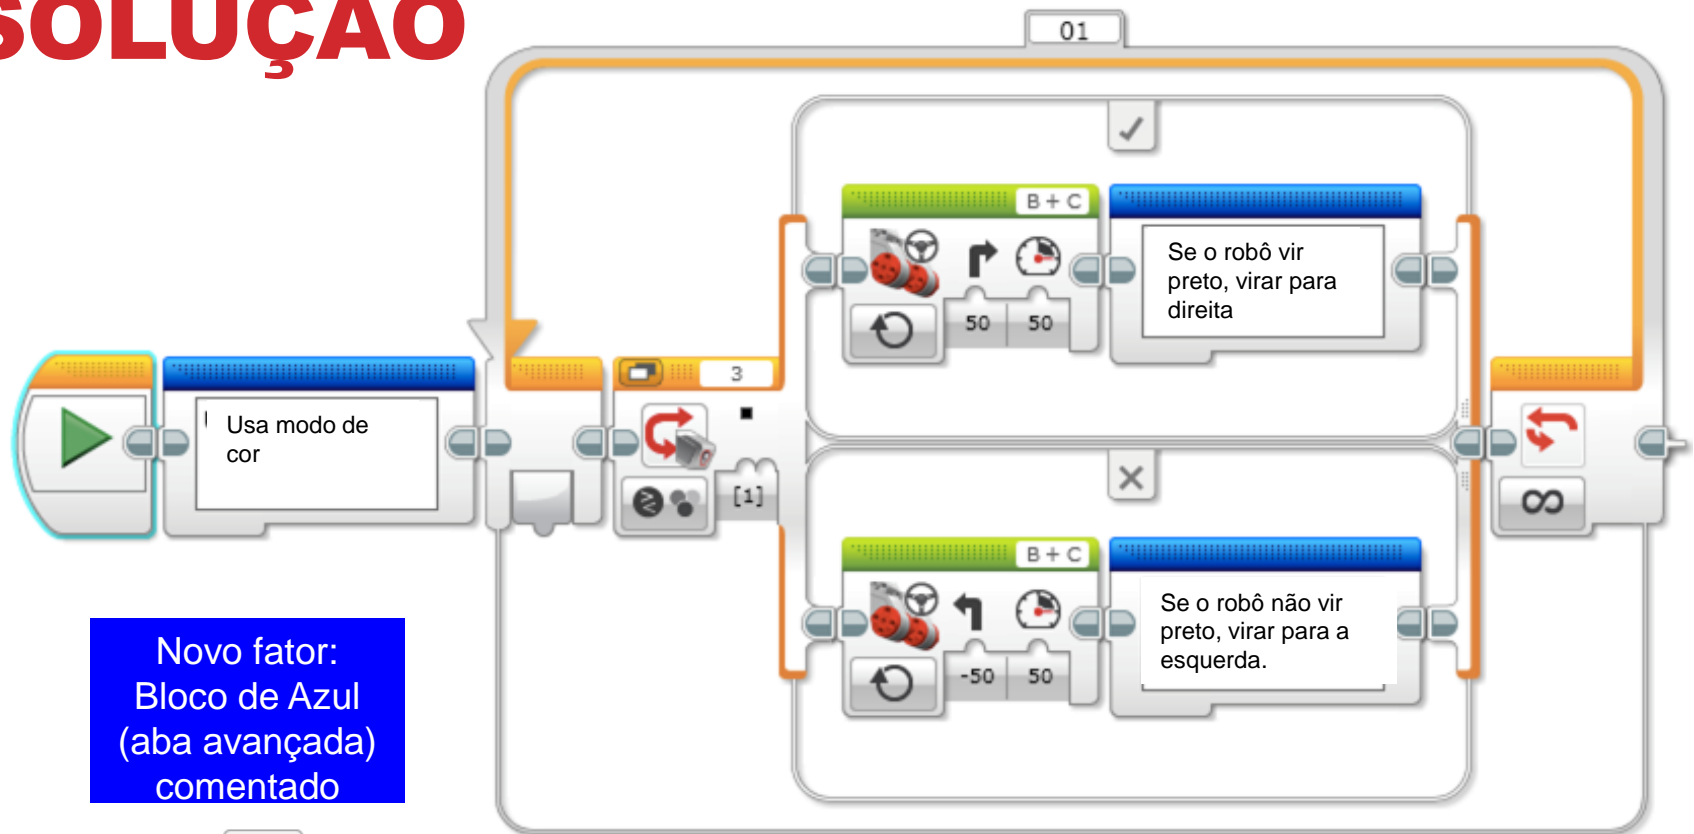 SOLUÇÃO
01
B + C
50 50
Se o robô vir
preto, virar para
direita
3
[1]
Usa modo de
cor
B + C
-50 50
Se o robô não vir
preto, virar para a
esquerda.
Novo fator:
Bloco de Azul
(aba avançada)
comentado